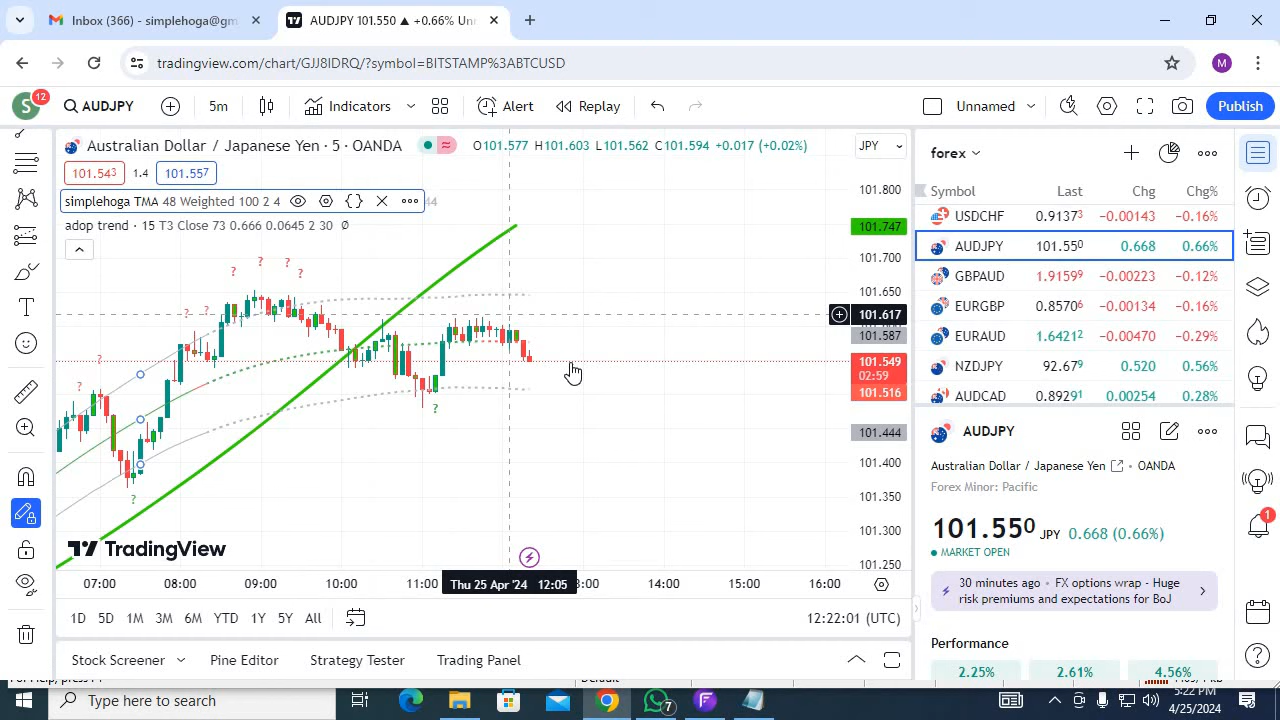 Inbox (366) - simplehoga@gm
AUDJPY 101.550 ▲ +0.66% Unn
tradingview.com/chart/GJJ8IDRQ/?symbol=BITSTAMP%3ABTCUSD
S 12 AUDJPY 5m Indicators Alert Replay Unnamed Publish
Australian Dollar / Japanese Yen · 5 · OANDA O101.577 H101.603 L101.562 C101.594 +0.017 (+0.02%) JPY
101.543 1.4 101.557
simplehoga TMA 48 Weighted 100 2 4 44
adop trend · 15 T3 Close 73 0.666 0.0645 2 30 Ø
101.800
101.747
101.700
101.650
101.617
101.587
101.549
02:59
101.516
101.444
101.400
101.350
101.300
101.250
? ? ? ? ? ? ? ? ? ?
TradingView
07:00 08:00 09:00 10:00 11:00 Thu 25 Apr '24 12:05 3:00 14:00 15:00 16:00
1D 5D 1M 3M 6M YTD 1Y 5Y All 12:22:01 (UTC)
Stock Screener Pine Editor Strategy Tester Trading Panel
forex
Symbol Last Chg Chg%
USDCHF 0.91373 −0.00143 −0.16%
AUDJPY 101.550 0.668 0.66%
GBPAUD 1.91599 −0.00223 −0.12%
EURGBP 0.85706 −0.00134 −0.16%
EURAUD 1.64212 −0.00470 −0.29%
NZDJPY 92.679 0.520 0.56%
AUDCAD 0.89291 0.00254 0.28%
AUDJPY
Australian Dollar / Japanese Yen • OANDA
Forex Minor: Pacific
101.550 JPY 0.668 (0.66%)
MARKET OPEN
30 minutes ago • FX options wrap - Huge
risk premiums and expectations for BoJ
Performance
2.25% 2.61% 4.56%
1
M
Default
Type here to search
7
5:22 PM
4/25/2024